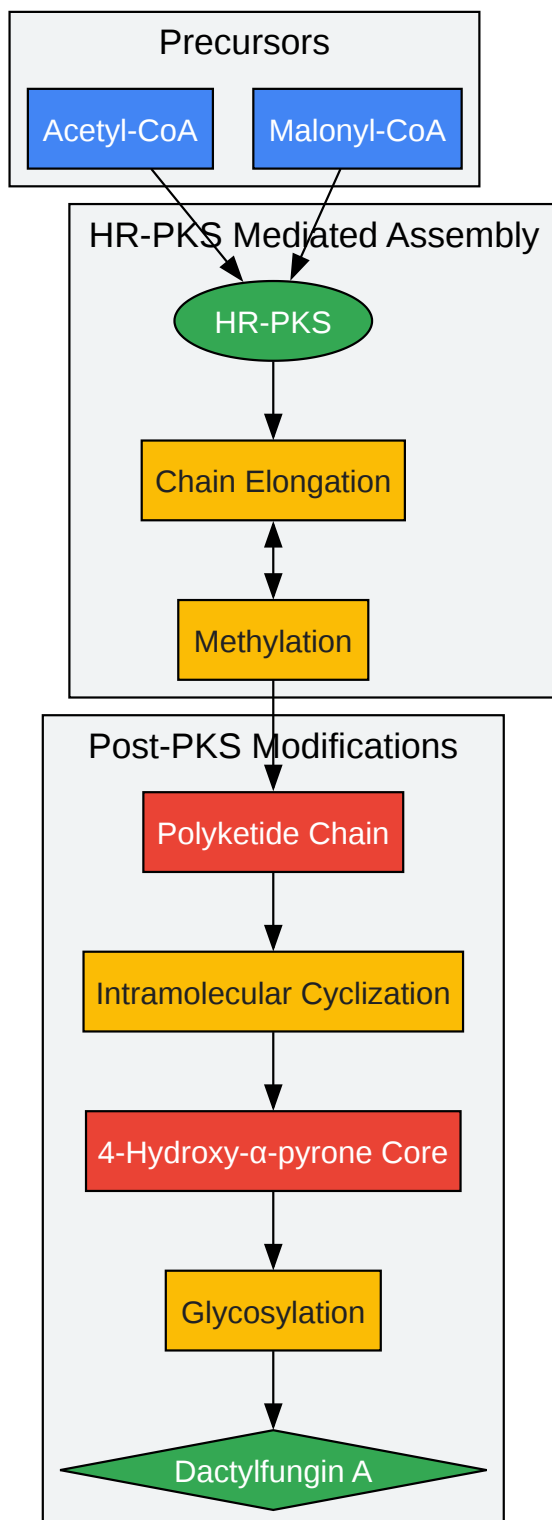 Precursors
Acetyl-CoA
Malonyl-CoA
HR-PKS Mediated Assembly
HR-PKS
Chain Elongation
Methylation
Post-PKS Modifications
Polyketide Chain
Intramolecular Cyclization
4-Hydroxy-α-pyrone Core
Glycosylation
Dactylfungin A